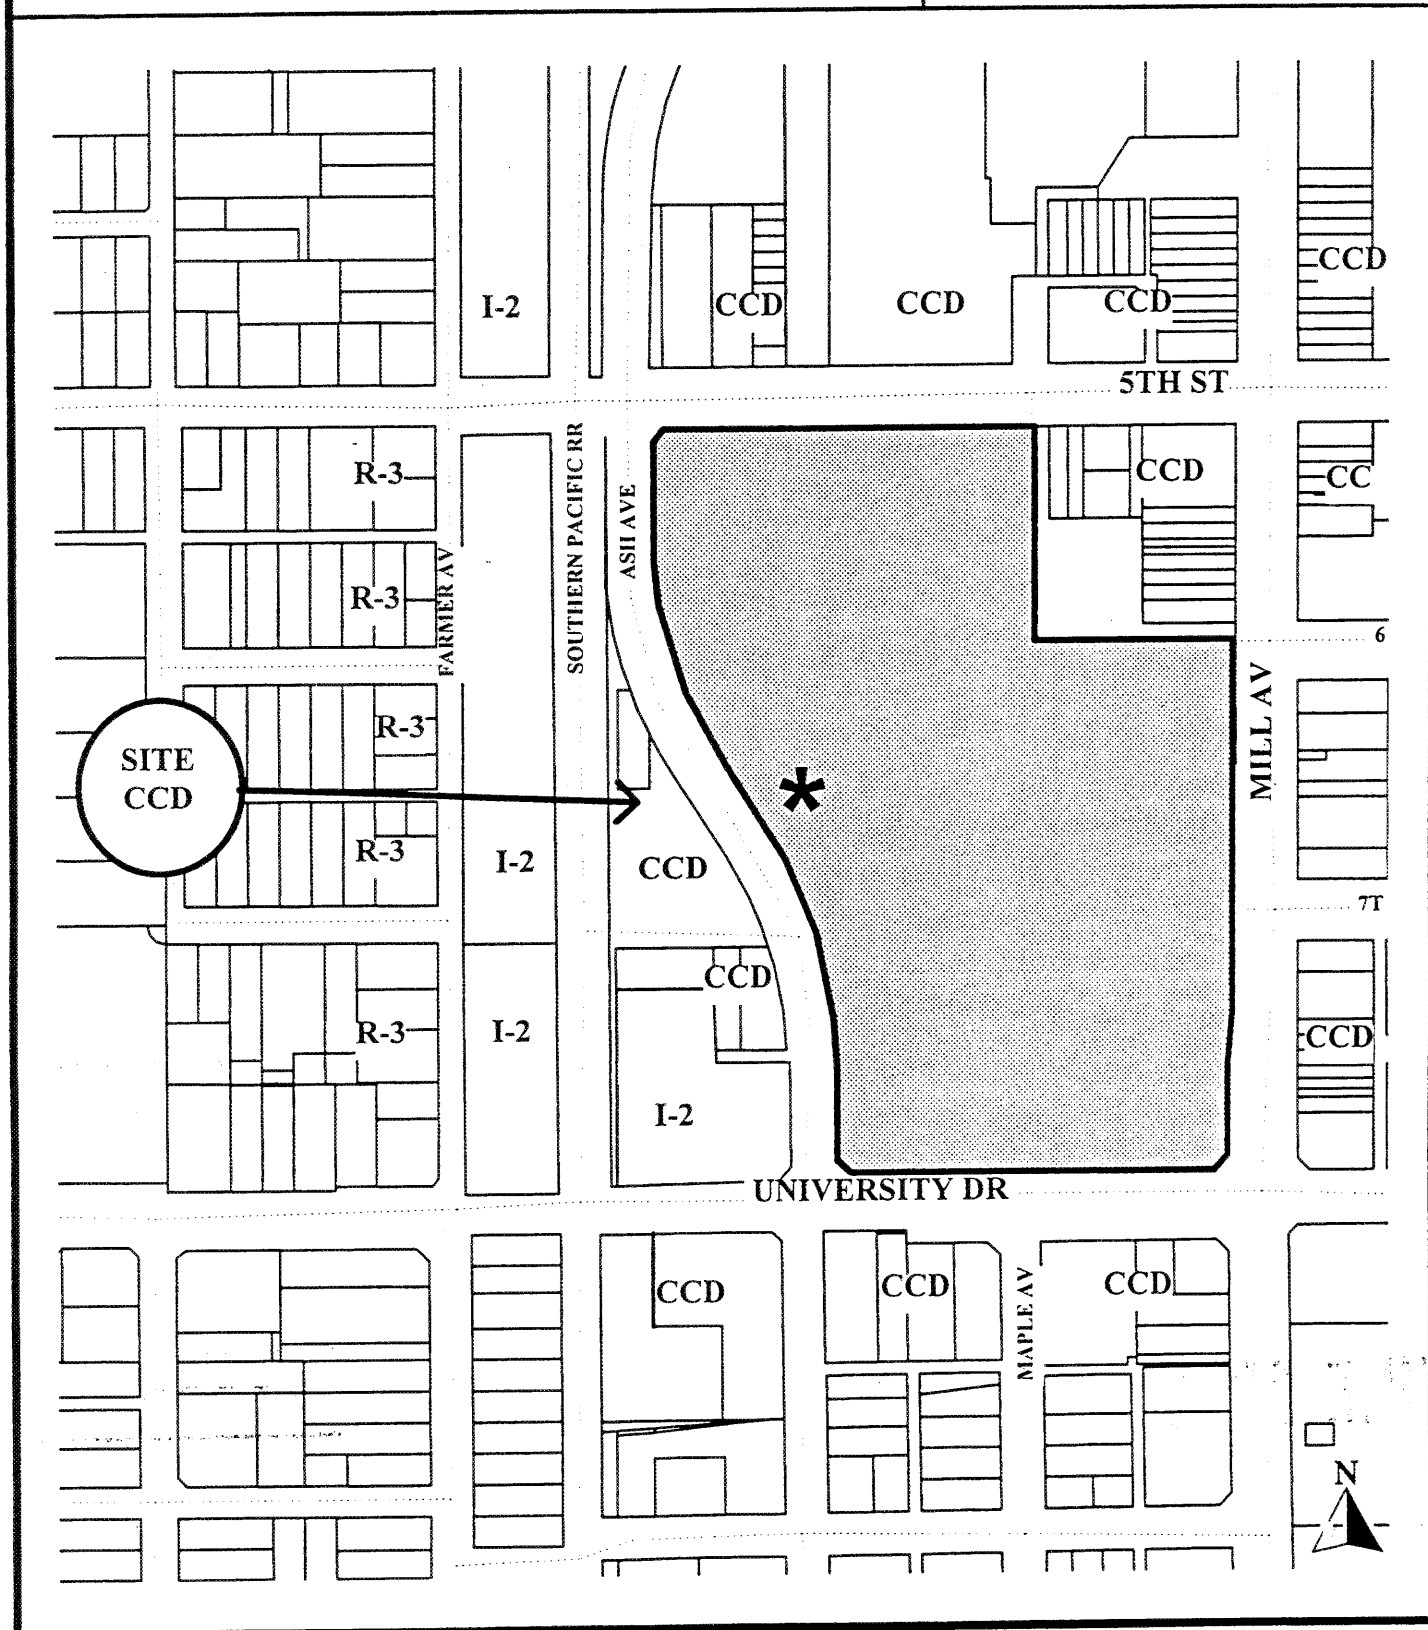 CCD
I-2
CCD
CCD
CCD
5TH ST
R-3
SOUTHERN PACIFIC RR
ASH AVE
CCD
CC
R-3
FARMER AV
6
MILL AV
R-3
SITE
CCD
*
R-3
I-2
CCD
7T
CCD
R-3
I-2
CCD
I-2
UNIVERSITY DR
CCD
CCD
MAPLE AV
CCD
N